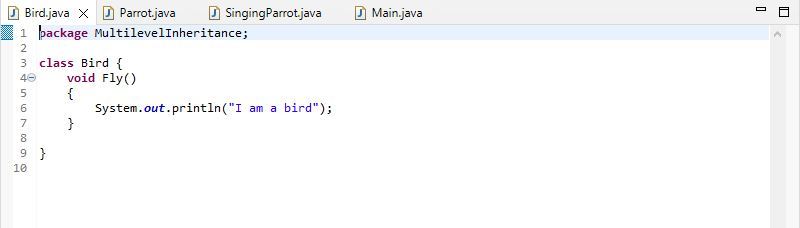 Bird.java Parrot.java SingingParrot.java Main.java
1 package MultilevelInheritance;
2
3 class Bird {
4 void Fly()
5 {
6 System.out.println("I am a bird");
7 }
8
9 }
10